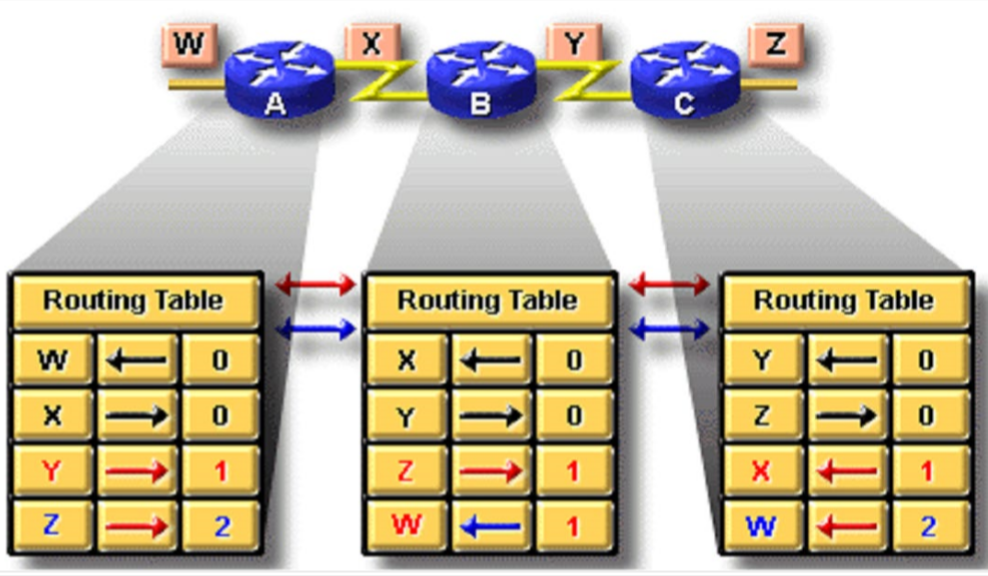 W X Y Z
A B C
Routing Table Routing Table Routing Table
W 0 X 0 Y 0
X 0 Y 0 Z 0
Y 1 Z 1 X 1
Z 2 W 1 W 2